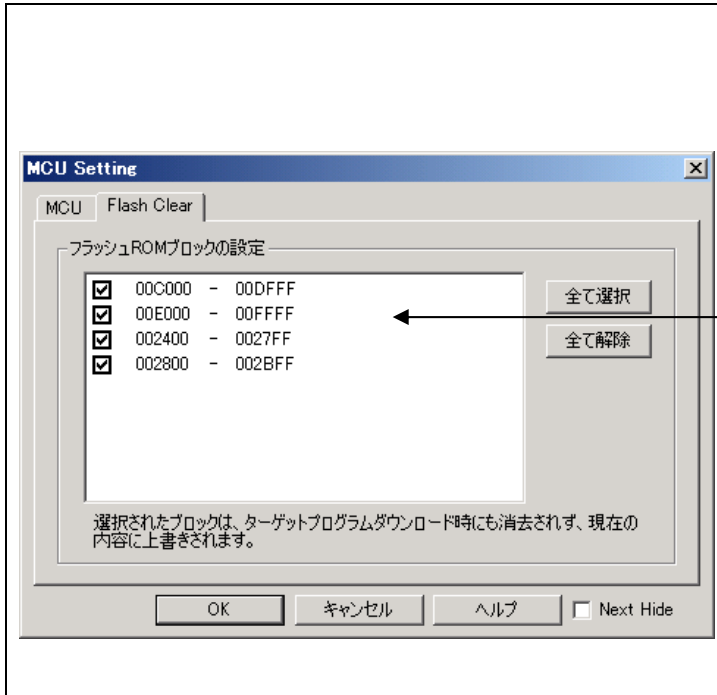 MCU Setting
MCU Flash Clear
フラッシュROMブロックの設定
00C000 - 00DFFF
00E000 - 00FFFF
002400 - 0027FF
002800 - 002BFF
全て選択
全て解除
選択されたブロックは、ターゲットプログラムダウンロード時にも消去されず、現在の
内容に上書きされます。
OK キャンセル ヘルプ Next Hide